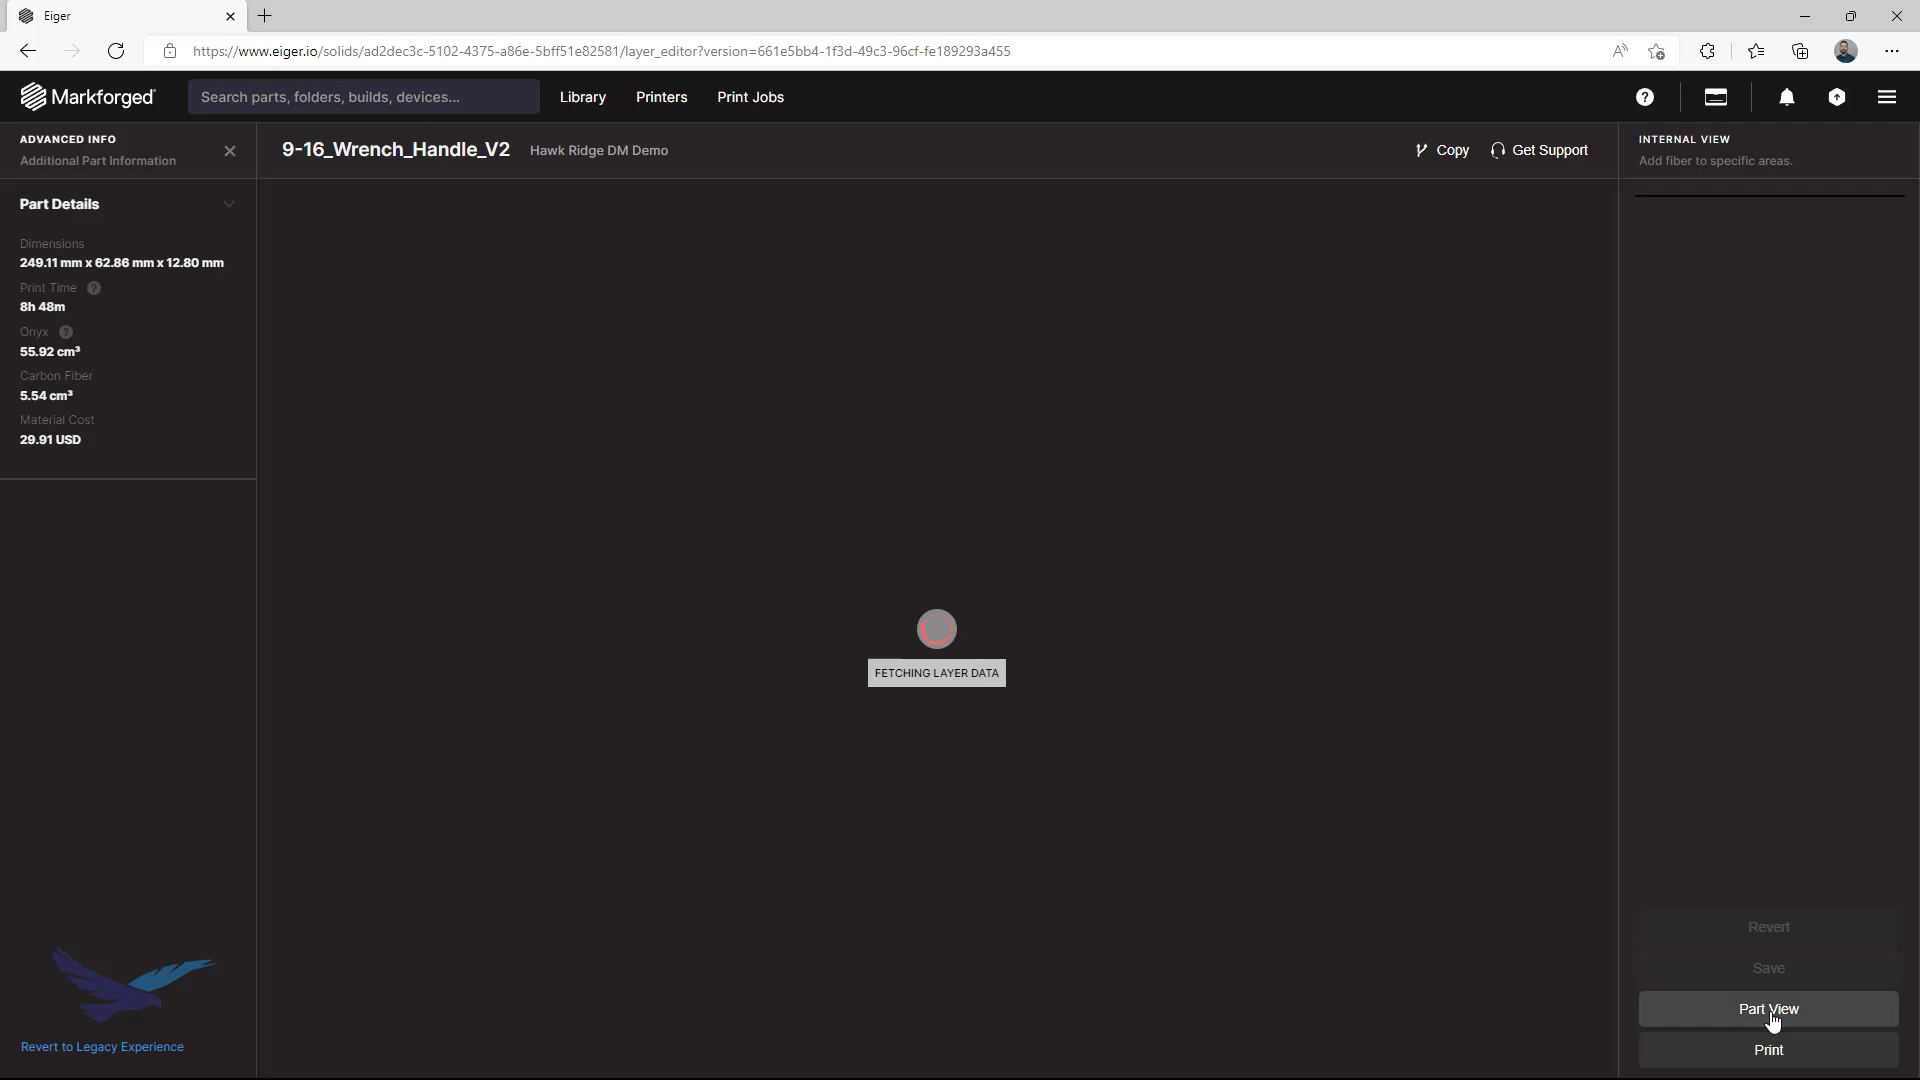 Eiger
https://www.eiger.io/solids/ad2dec3c-5102-4375-a86e-5bff51e82581/layer_editor?version=661e5bb4-1f3d-49c3-96cf-fe189293a455
Markforged
Search parts, folders, builds, devices...
Library
Printers
Print Jobs
ADVANCED INFO
Additional Part Information
9-16_Wrench_Handle_V2
Hawk Ridge DM Demo
Copy
Get Support
INTERNAL VIEW
Add fiber to specific areas.
Part Details
Dimensions
249.11 mm x 62.86 mm x 12.80 mm
Print Time ?
8h 48m
Onyx ?
55.92 cm³
Carbon Fiber
5.54 cm³
Material Cost
29.91 USD
FETCHING LAYER DATA
Revert
Save
Part View
Print
Revert to Legacy Experience